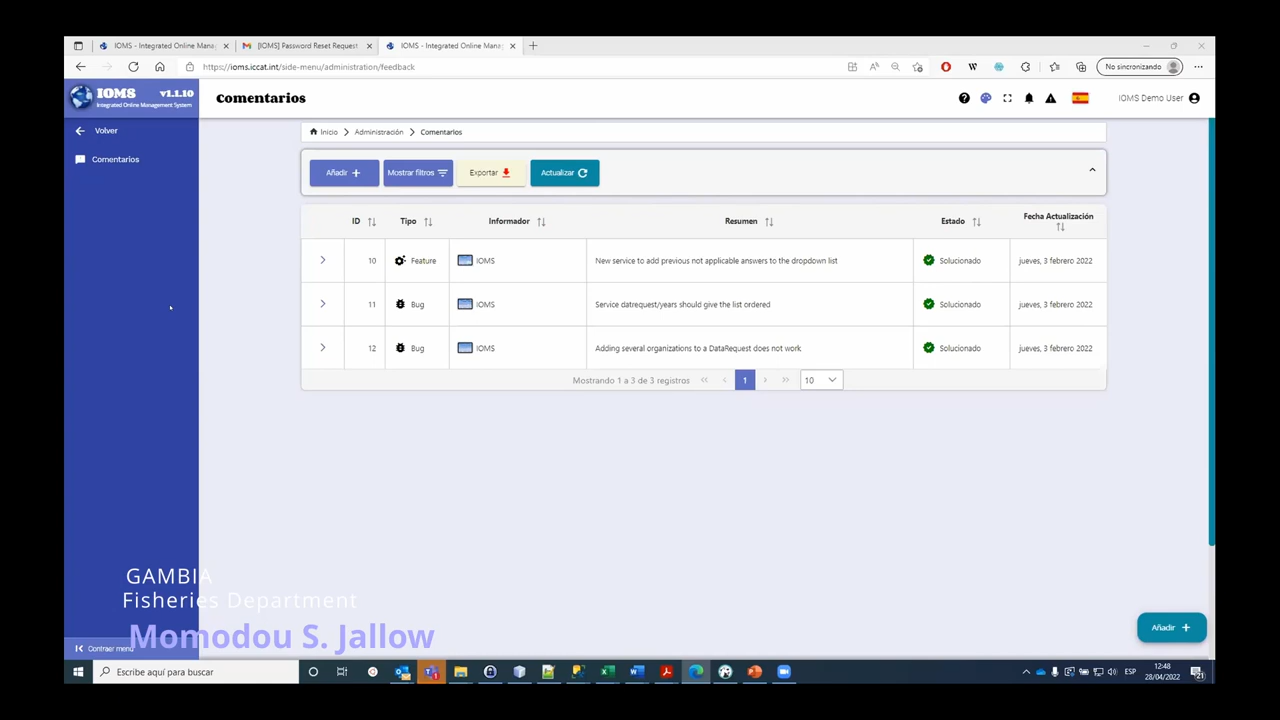 IOMS - Integrated Online Mana
[IOMS] Password Reset Request
IOMS - Integrated Online Mana
https://ioms.iccat.int/side-menu/administration/feedback
No sincronizando
IOMS v1.1.10
Integrated Online Management System
Comentarios
IOMS Demo User
Volver
Comentarios
Inicio > Administración > Comentarios
Añadir +
Mostrar filtros
Exportar
Actualizar
ID Tipo Informador Resumen Estado Fecha Actualización
10 Feature IOMS New service to add previous not applicable answers to the dropdown list Solucionado jueves, 3 febrero 2022
11 Bug IOMS Service datrequest/years should give the list ordered Solucionado jueves, 3 febrero 2022
12 Bug IOMS Adding several organizations to a DataRequest does not work Solucionado jueves, 3 febrero 2022
Mostrando 1 a 3 de 3 registros « ‹ 1 › » 10
GAMBIA
Fisheries Department
Momodou S. Jallow
Añadir +
Contraer menú
Escribe aquí para buscar
ESP
12:48
28/04/2022
21